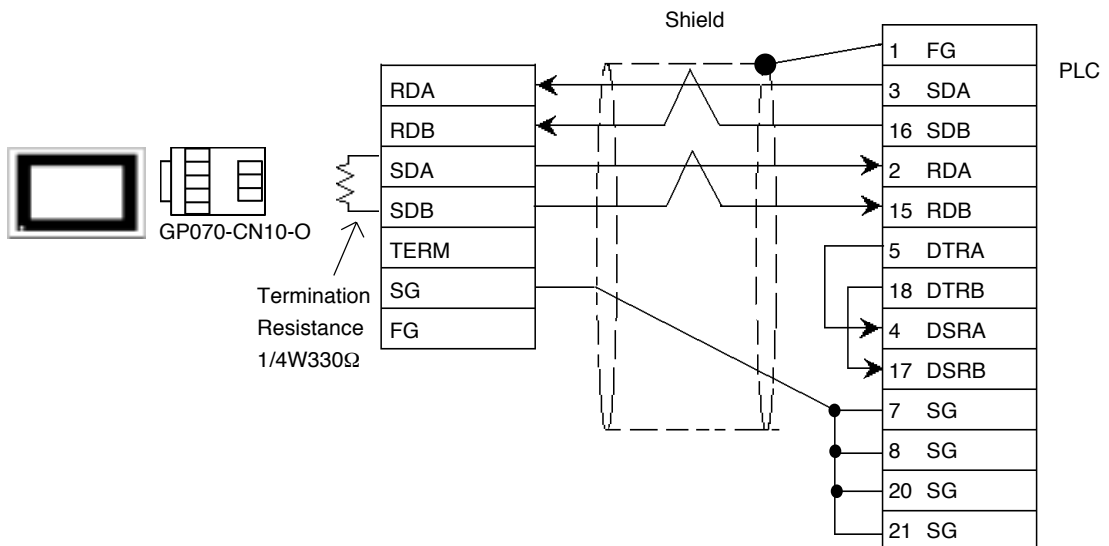 Shield
PLC
GP070-CN10-O
RDA
RDB
SDA
SDB
TERM
SG
FG
Termination
Resistance
1/4W330Ω
1 FG
3 SDA
16 SDB
2 RDA
15 RDB
5 DTRA
18 DTRB
4 DSRA
17 DSRB
7 SG
8 SG
20 SG
21 SG